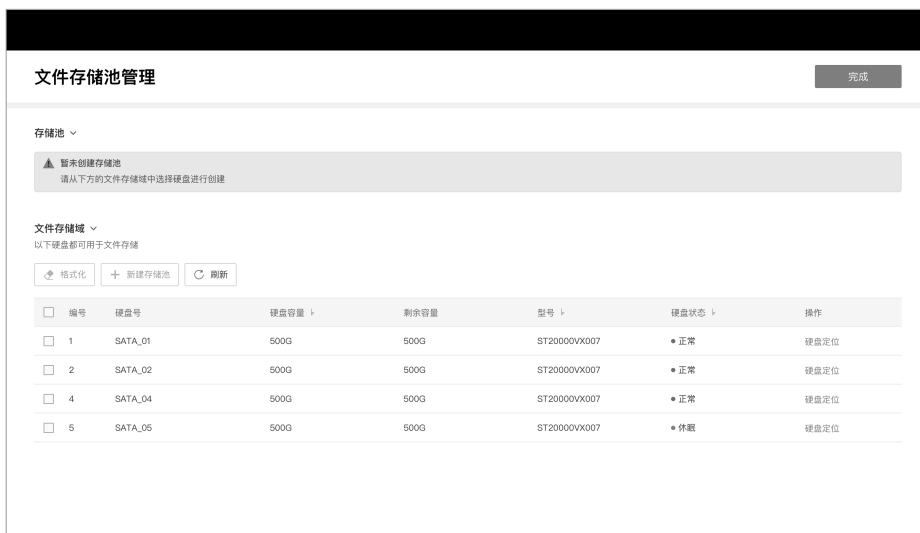 文件存储池管理
完成
存储池
暂未创建存储池
请从下方的文件存储域中选择硬盘进行创建
文件存储域
以下硬盘都可用于文件存储
格式化 新建存储池 刷新
编号 硬盘号 硬盘容量 剩余容量 型号 硬盘状态 操作
1 SATA_01 500G 500G ST20000VX007 正常 硬盘定位
2 SATA_02 500G 500G ST20000VX007 正常 硬盘定位
4 SATA_04 500G 500G ST20000VX007 正常 硬盘定位
5 SATA_05 500G 500G ST20000VX007 休眠 硬盘定位